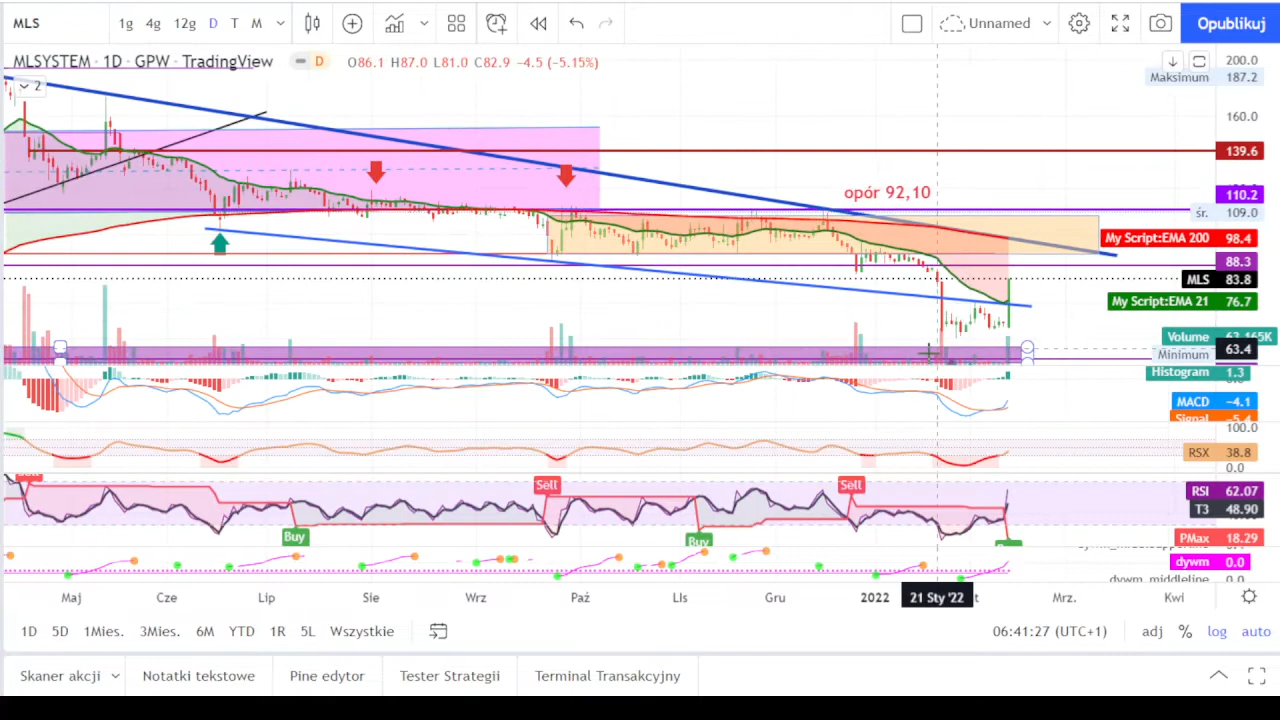 MLS 1g 4g 12g D T M Unnamed Opublikuj
MLSYSTEM · 1D · GPW · TradingView D O86.1 H87.0 L81.0 C82.9 −4.5 (−5.15%)
2
200.0
Maksimum 187.2
160.0
139.6
opór 92,10
110.2
śr. 109.0
My Script:EMA 200 98.4
88.3
MLS 83.8
My Script:EMA 21 76.7
Volume 63.165K
Minimum 63.4
Histogram 1.3
MACD −4.1
Signal −5.4
100.0
RSX 38.8
0.0
Sell Sell
RSI 62.07
T3 48.90
Buy Buy
PMax 18.29
dywm 0.0
dywm_middleline 0.0
Maj Cze Lip Sie Wrz Paź Lis Gru 2022 21 Sty '22 Mrz. Kwi
1D 5D 1Mies. 3Mies. 6M YTD 1R 5L Wszystkie 06:41:27 (UTC+1) adj % log auto
Skaner akcji Notatki tekstowe Pine edytor Tester Strategii Terminal Transakcyjny